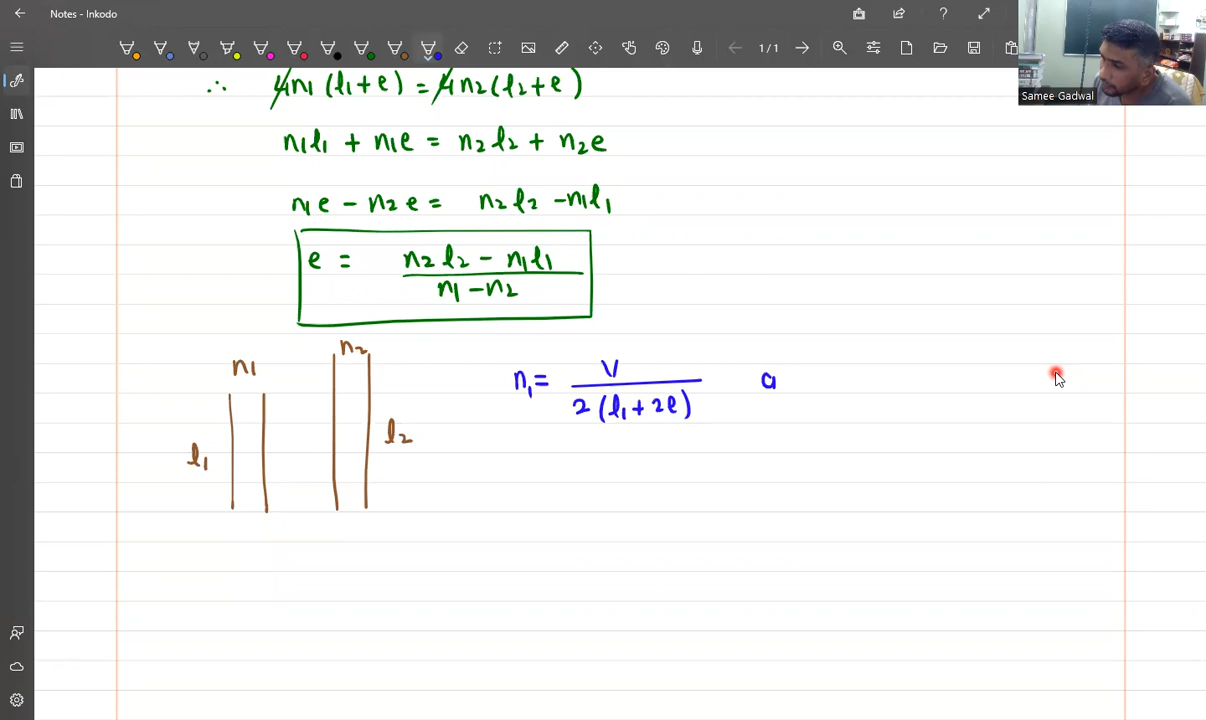 Notes - Inkodo
1/1
Samee Gadwal
∴ 4n1 (l1+e) = 4n2 (l2+e)
n1l1 + n1e = n2l2 + n2e
n1e - n2e = n2l2 - n1l1
e = n2l2 - n1l1 / n1 - n2
n1 n2
l1 l2
n1 = V / 2(l1+2e) a